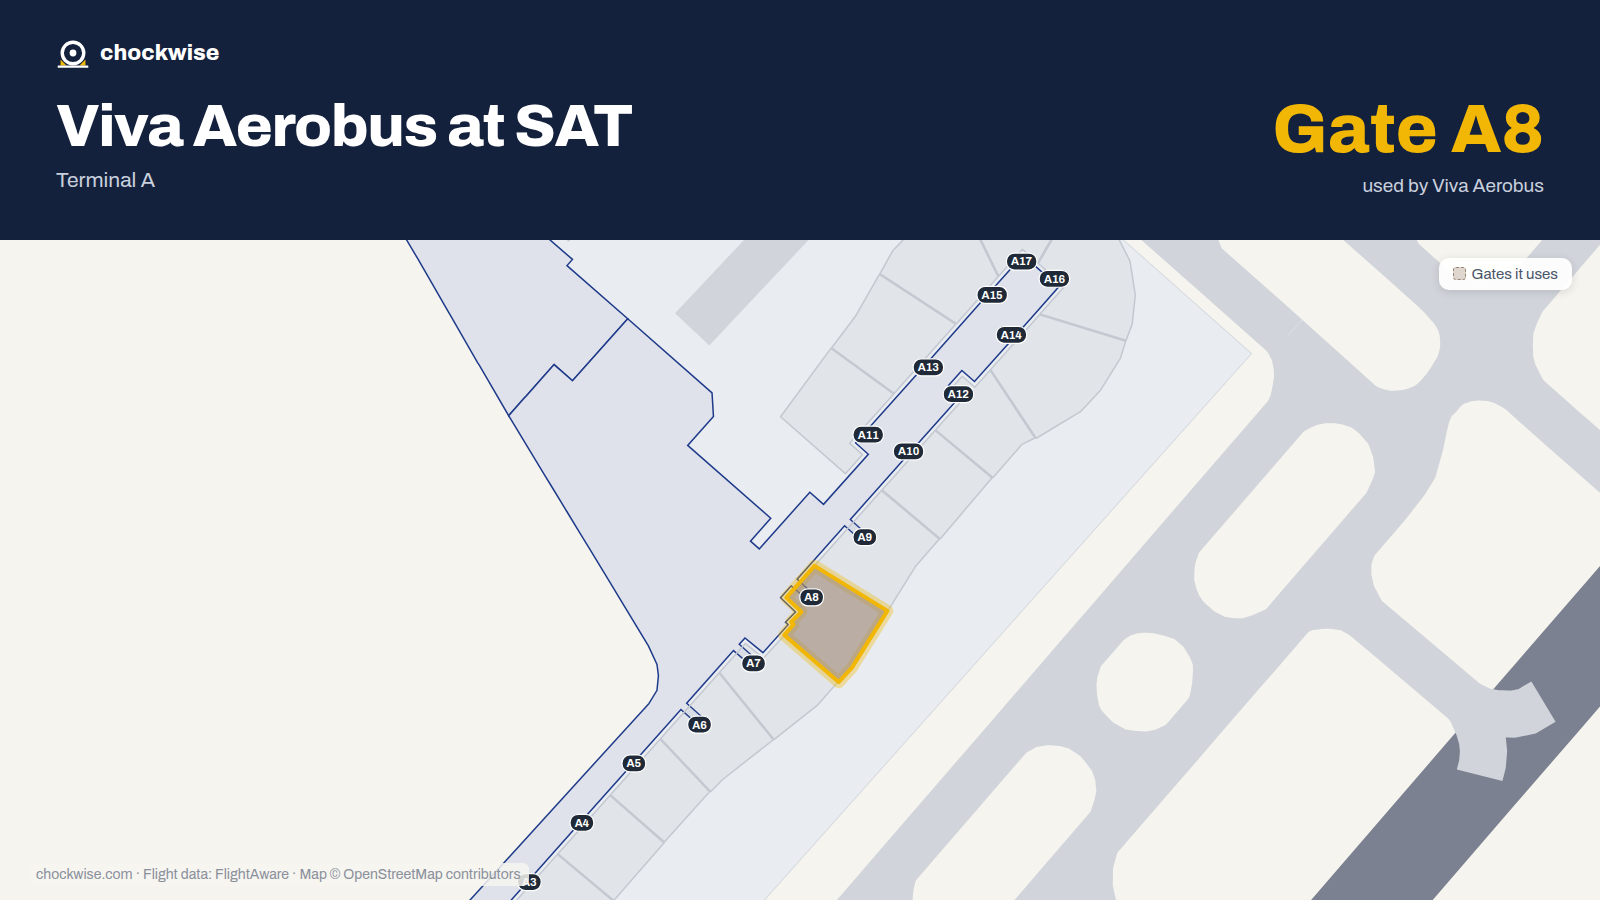 chockwise
Viva Aerobus at SAT
Gate A8
Terminal A
used by Viva Aerobus
Gates it uses
A17
A16
A15
A14
A13
A12
A11
A10
A9
A8
A7
A6
A5
A4
A3
chockwise.com · Flight data: FlightAware · Map © OpenStreetMap contributors